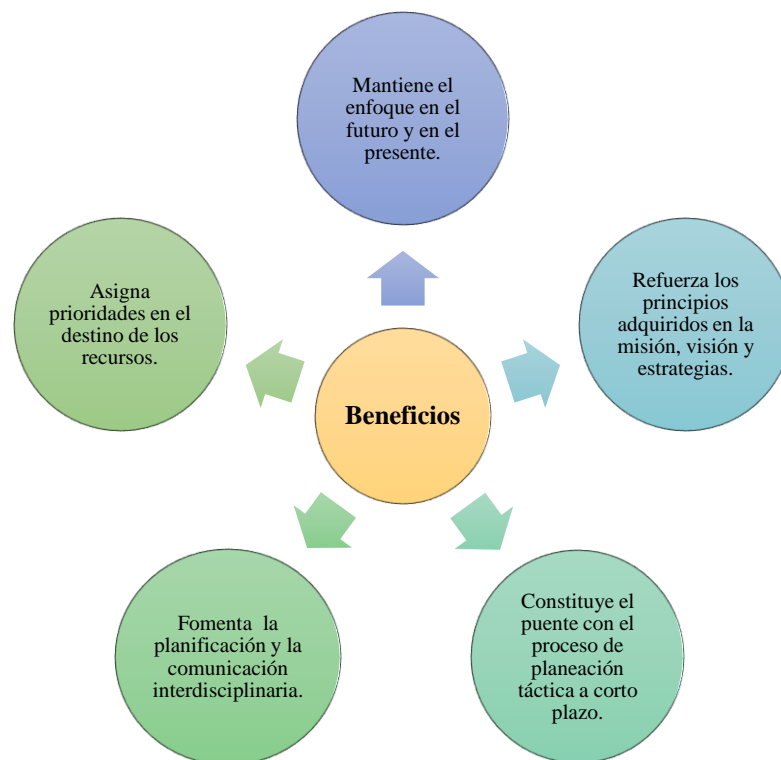 Mantiene el
enfoque en el
futuro y en el
presente.
Refuerza los
principios
adquiridos en la
misión, visión y
estrategias.
Asigna
prioridades en el
destino de los
recursos.
Beneficios
Fomenta la
planificación y la
comunicación
interdisciplinaria.
Constituye el
puente con el
proceso de
planeación
táctica a corto
plazo.